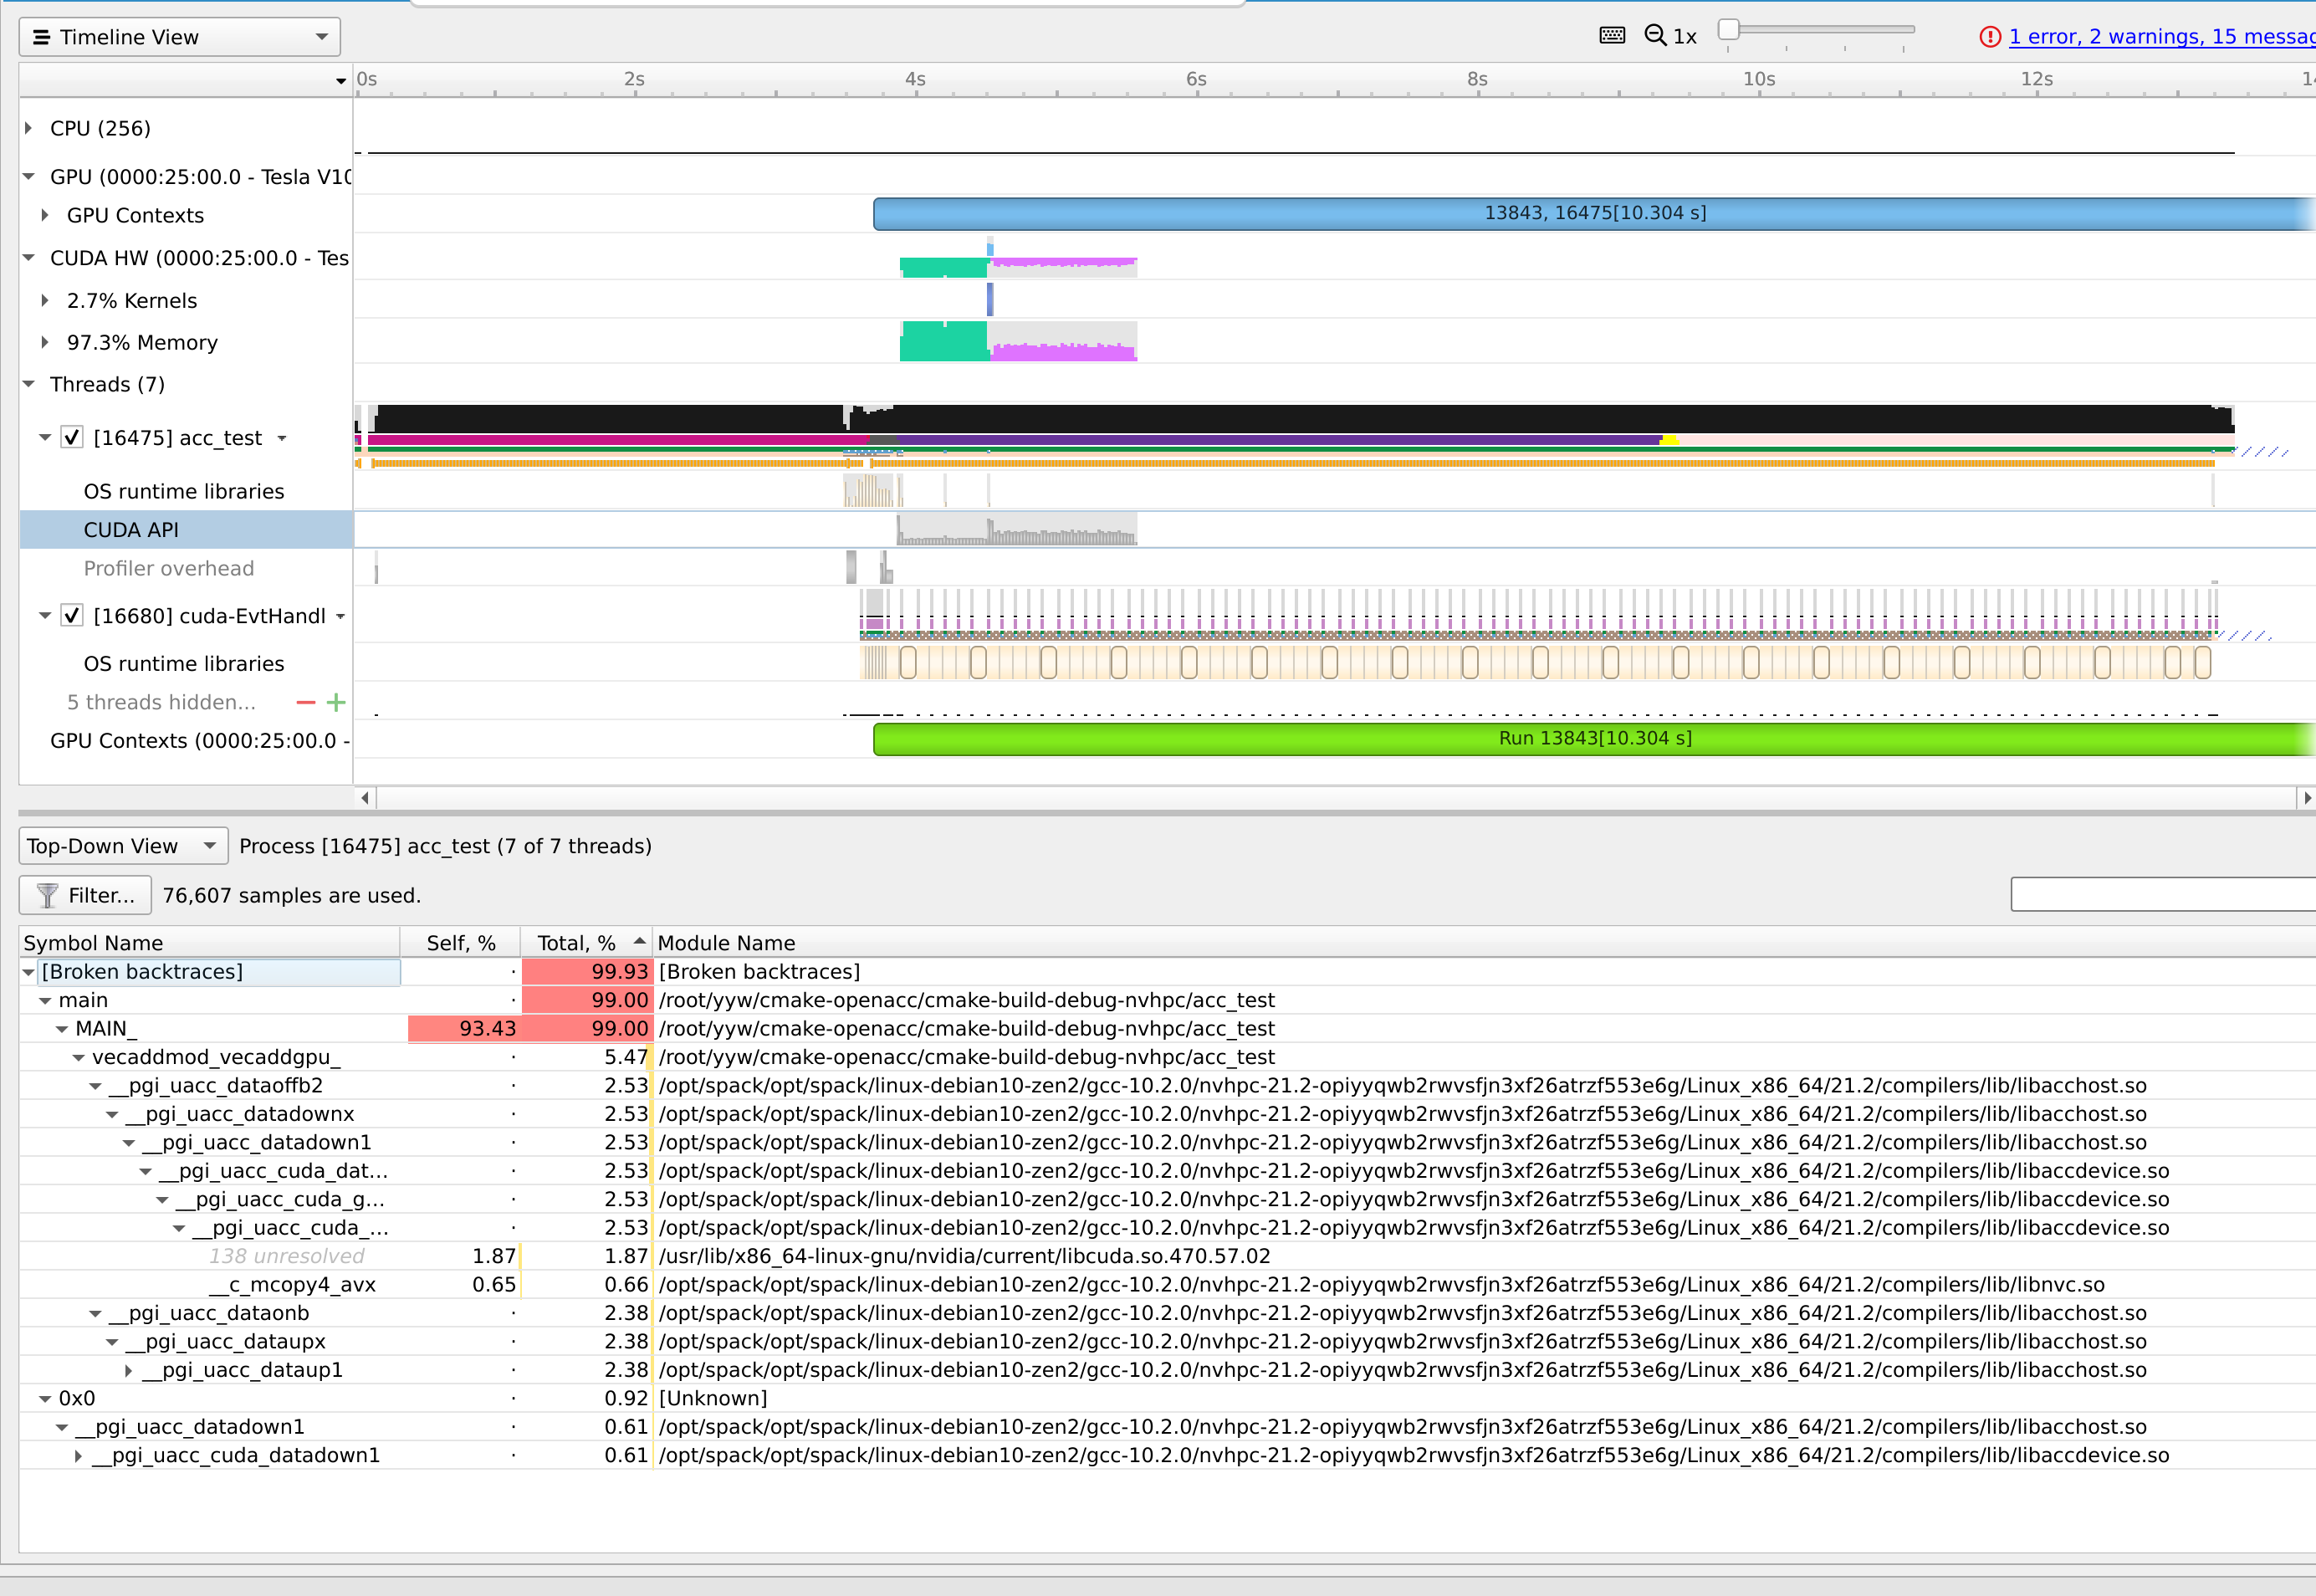 Timeline View
1x
1 error, 2 warnings, 15 messag
0s 2s 4s 6s 8s 10s 12s 14
CPU (256)
GPU (0000:25:00.0 - Tesla V10
GPU Contexts
13843, 16475[10.304 s]
CUDA HW (0000:25:00.0 - Tes
2.7% Kernels
97.3% Memory
Threads (7)
[16475] acc_test
OS runtime libraries
CUDA API
Profiler overhead
[16680] cuda-EvtHandl
OS runtime libraries
5 threads hidden...
GPU Contexts (0000:25:00.0 -
Run 13843[10.304 s]
Top-Down View Process [16475] acc_test (7 of 7 threads)
Filter... 76,607 samples are used.
Symbol Name Self, % Total, % Module Name
[Broken backtraces] · 99.93 [Broken backtraces]
main · 99.00 /root/yyw/cmake-openacc/cmake-build-debug-nvhpc/acc_test
MAIN_ 93.43 99.00 /root/yyw/cmake-openacc/cmake-build-debug-nvhpc/acc_test
vecaddmod_vecaddgpu_ · 5.47 /root/yyw/cmake-openacc/cmake-build-debug-nvhpc/acc_test
__pgi_uacc_dataoffb2 · 2.53 /opt/spack/opt/spack/linux-debian10-zen2/gcc-10.2.0/nvhpc-21.2-opiyyqwb2rwvsfjn3xf26atrzf553e6g/Linux_x86_64/21.2/compilers/lib/libacchost.so
__pgi_uacc_datadownx · 2.53 /opt/spack/opt/spack/linux-debian10-zen2/gcc-10.2.0/nvhpc-21.2-opiyyqwb2rwvsfjn3xf26atrzf553e6g/Linux_x86_64/21.2/compilers/lib/libacchost.so
__pgi_uacc_datadown1 · 2.53 /opt/spack/opt/spack/linux-debian10-zen2/gcc-10.2.0/nvhpc-21.2-opiyyqwb2rwvsfjn3xf26atrzf553e6g/Linux_x86_64/21.2/compilers/lib/libacchost.so
__pgi_uacc_cuda_dat... · 2.53 /opt/spack/opt/spack/linux-debian10-zen2/gcc-10.2.0/nvhpc-21.2-opiyyqwb2rwvsfjn3xf26atrzf553e6g/Linux_x86_64/21.2/compilers/lib/libaccdevice.so
__pgi_uacc_cuda_g... · 2.53 /opt/spack/opt/spack/linux-debian10-zen2/gcc-10.2.0/nvhpc-21.2-opiyyqwb2rwvsfjn3xf26atrzf553e6g/Linux_x86_64/21.2/compilers/lib/libaccdevice.so
__pgi_uacc_cuda_... · 2.53 /opt/spack/opt/spack/linux-debian10-zen2/gcc-10.2.0/nvhpc-21.2-opiyyqwb2rwvsfjn3xf26atrzf553e6g/Linux_x86_64/21.2/compilers/lib/libaccdevice.so
138 unresolved 1.87 1.87 /usr/lib/x86_64-linux-gnu/nvidia/current/libcuda.so.470.57.02
__c_mcopy4_avx 0.65 0.66 /opt/spack/opt/spack/linux-debian10-zen2/gcc-10.2.0/nvhpc-21.2-opiyyqwb2rwvsfjn3xf26atrzf553e6g/Linux_x86_64/21.2/compilers/lib/libnvc.so
__pgi_uacc_dataonb · 2.38 /opt/spack/opt/spack/linux-debian10-zen2/gcc-10.2.0/nvhpc-21.2-opiyyqwb2rwvsfjn3xf26atrzf553e6g/Linux_x86_64/21.2/compilers/lib/libacchost.so
__pgi_uacc_dataupx · 2.38 /opt/spack/opt/spack/linux-debian10-zen2/gcc-10.2.0/nvhpc-21.2-opiyyqwb2rwvsfjn3xf26atrzf553e6g/Linux_x86_64/21.2/compilers/lib/libacchost.so
__pgi_uacc_dataup1 · 2.38 /opt/spack/opt/spack/linux-debian10-zen2/gcc-10.2.0/nvhpc-21.2-opiyyqwb2rwvsfjn3xf26atrzf553e6g/Linux_x86_64/21.2/compilers/lib/libacchost.so
0x0 · 0.92 [Unknown]
__pgi_uacc_datadown1 · 0.61 /opt/spack/opt/spack/linux-debian10-zen2/gcc-10.2.0/nvhpc-21.2-opiyyqwb2rwvsfjn3xf26atrzf553e6g/Linux_x86_64/21.2/compilers/lib/libacchost.so
__pgi_uacc_cuda_datadown1 · 0.61 /opt/spack/opt/spack/linux-debian10-zen2/gcc-10.2.0/nvhpc-21.2-opiyyqwb2rwvsfjn3xf26atrzf553e6g/Linux_x86_64/21.2/compilers/lib/libaccdevice.so